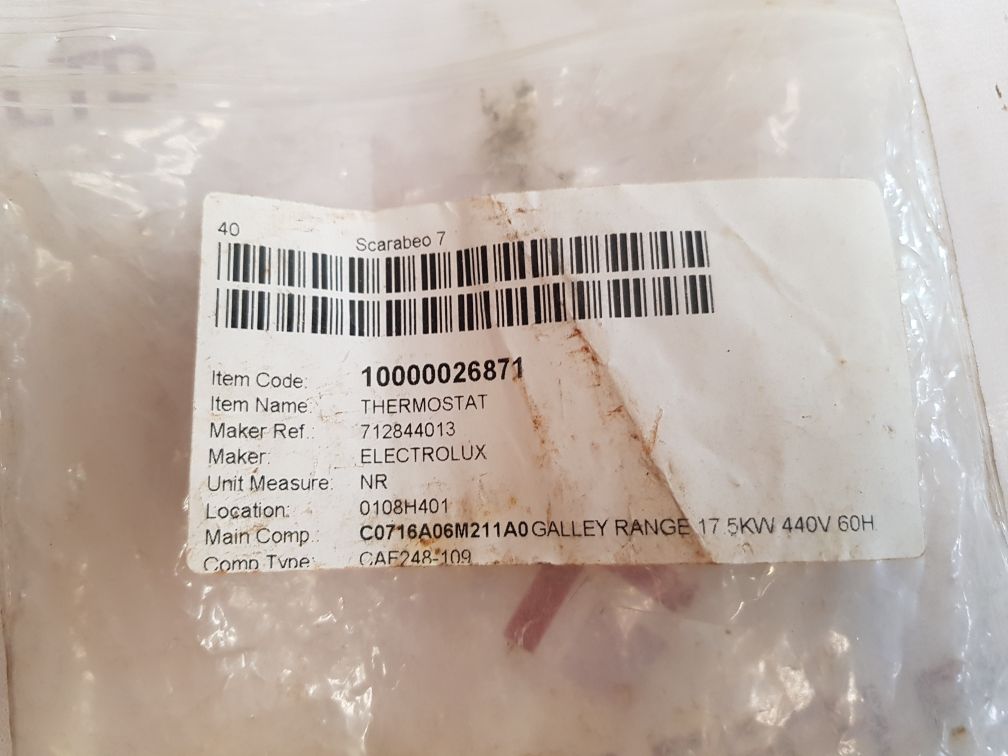 40 Scarabeo 7
Item Code: 10000026871
Item Name: THERMOSTAT
Maker Ref.: 712844013
Maker: ELECTROLUX
Unit Measure: NR
Location: 0108H401
Main Comp.: C0716A06M211A0 GALLEY RANGE 17.5KW 440V 60H
Comp Type: CAF248-109